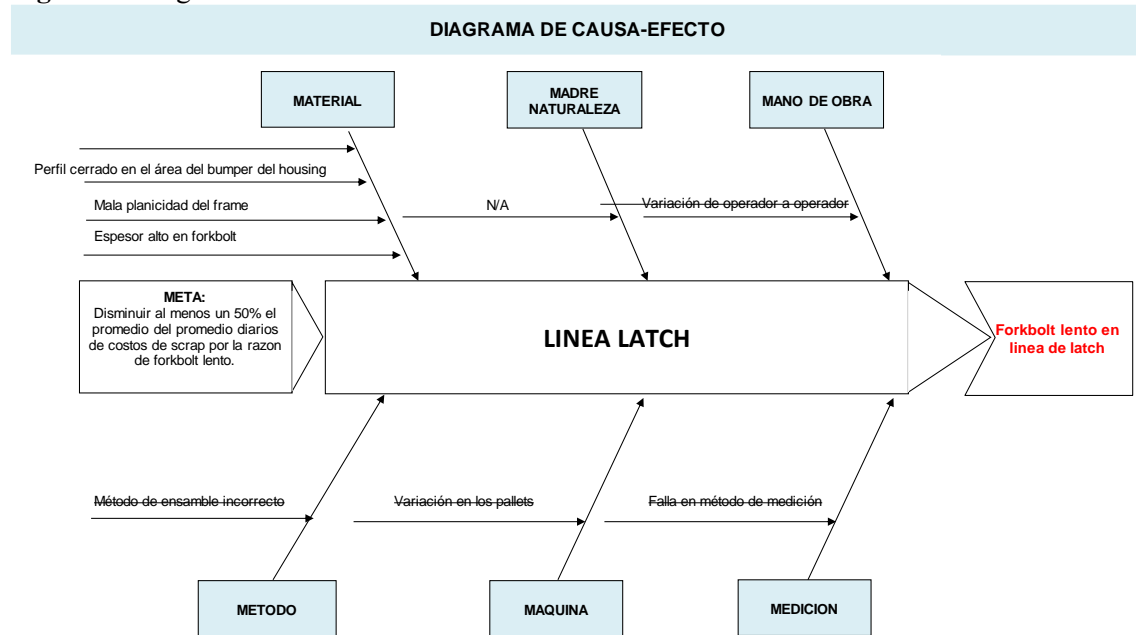 DIAGRAMA DE CAUSA-EFECTO
MATERIAL
MADRE
NATURALEZA
MANO DE OBRA
Perfil cerrado en el área del bumper del housing
Mala planicidad del frame
N/A
Variación de operador a operador
Espesor alto en forkbolt
META:
Disminuir al menos un 50% el
promedio del promedio diarios
de costos de scrap por la razon
de forkbolt lento.
LINEA LATCH
Forkbolt lento en
linea de latch
Método de ensamble incorrecto
Variación en los pallets
Falla en método de medición
METODO
MAQUINA
MEDICION